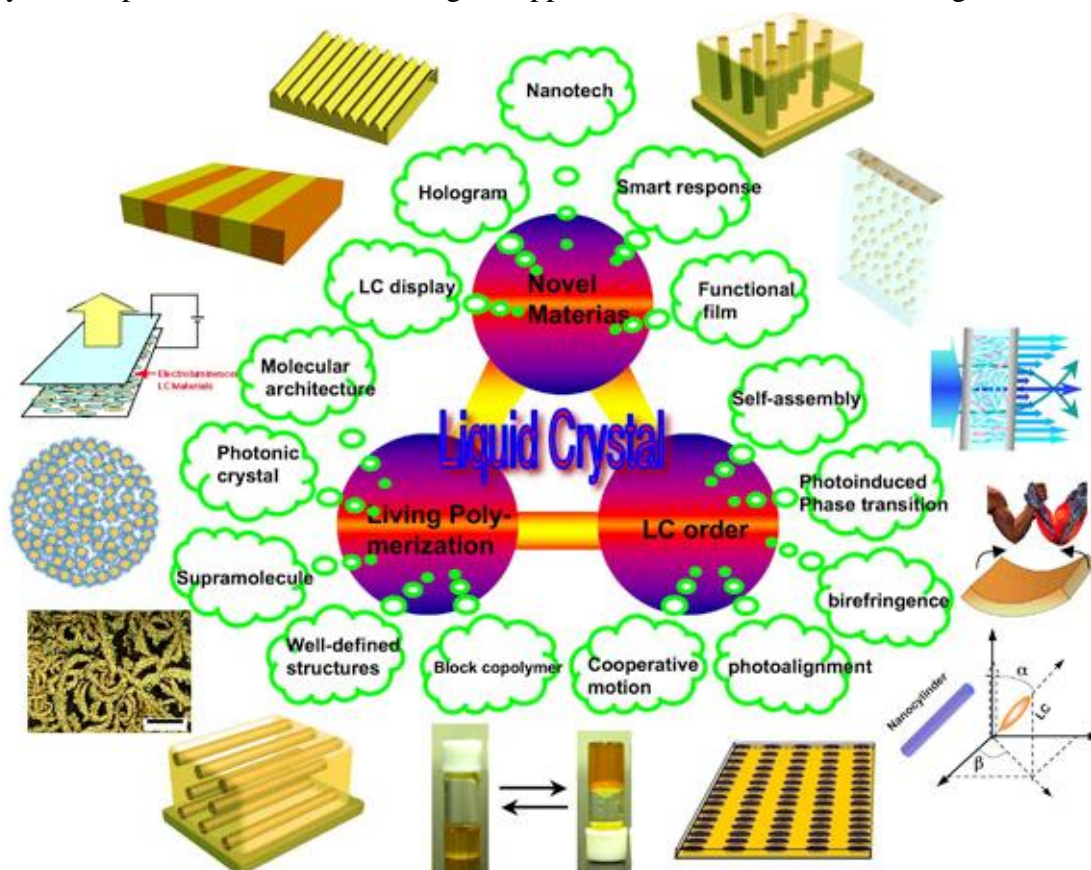 Nanotech
Hologram
Smart response
LC display
Novel
Materias
Functional
film
LC Materials
Molecular
architecture
Self-assembly
Liquid Crystal
Photonic
crystal
Photoinduced
Phase transition
Living Poly-
merization
LC order
Supramolecule
birefringence
Well-defined
structures
Block copolymer
Cooperative
motion
photoalignment
Nanocylinder
α
LC
β